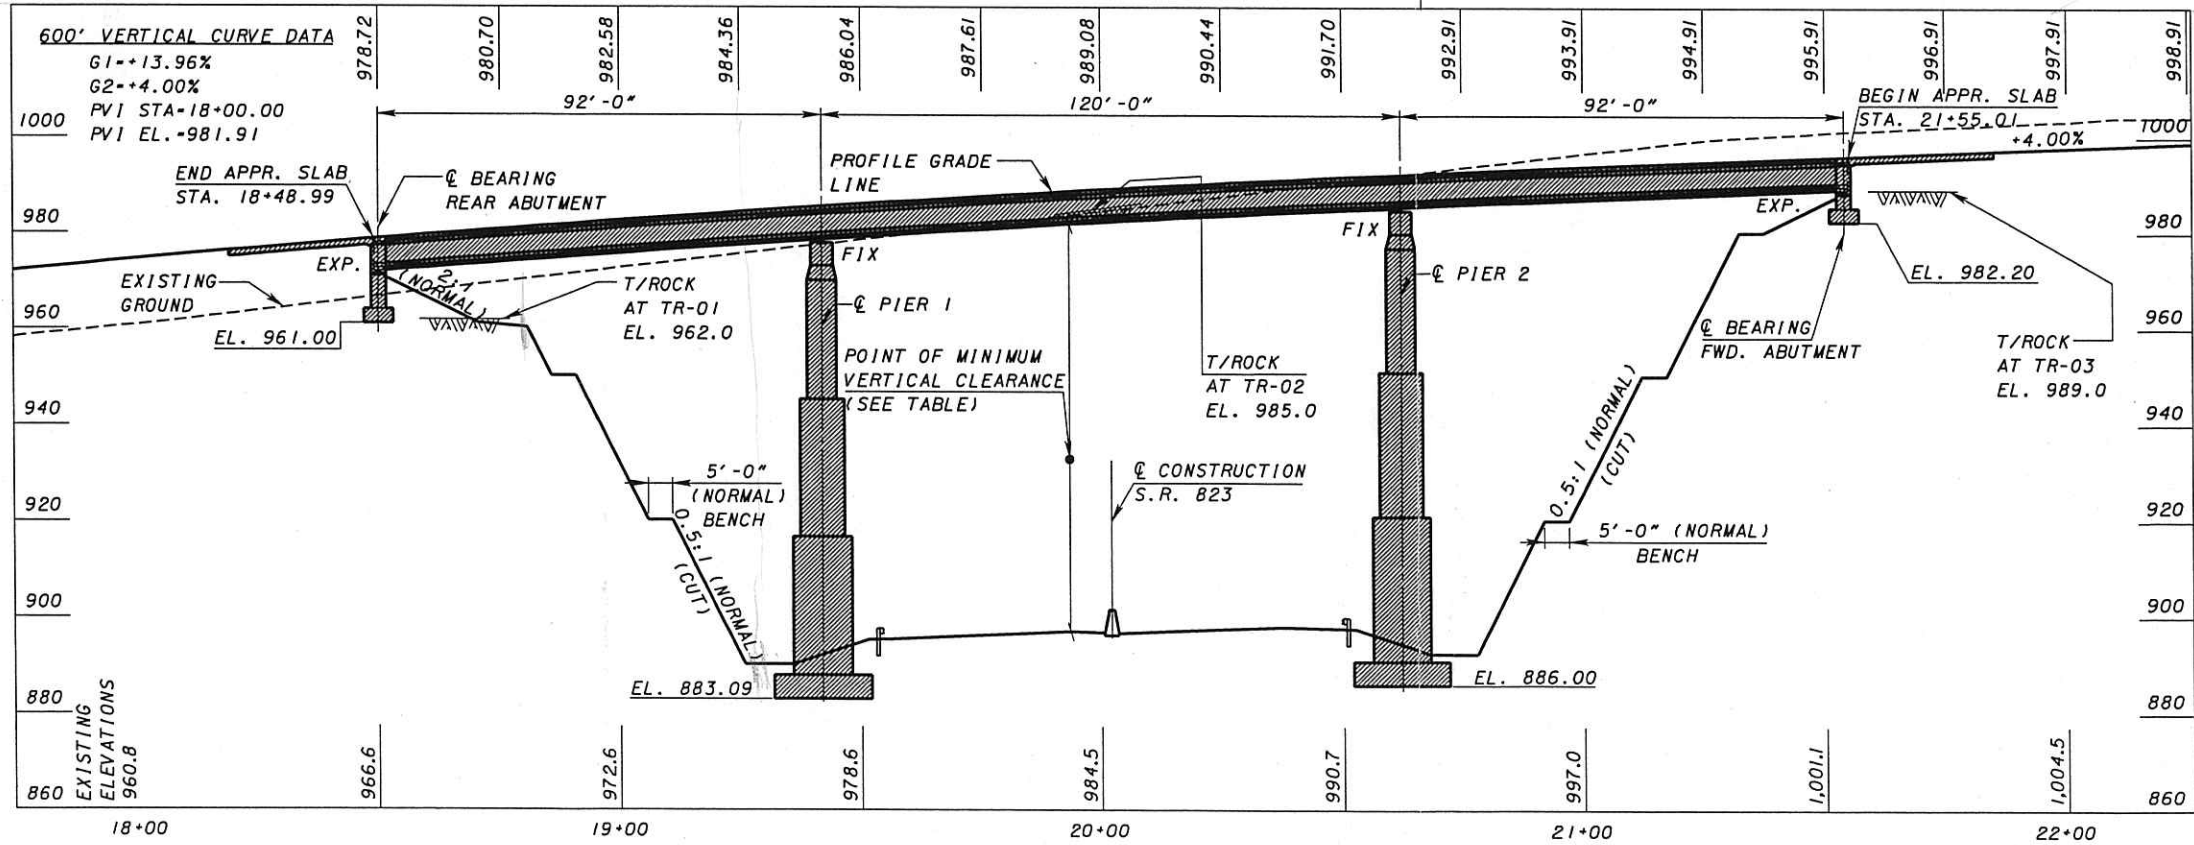 600' VERTICAL CURVE DATA
G1=+13.96%
G2=+4.00%
PVI STA=18+00.00
PVI EL.=981.91
978.72
980.70
982.58
984.36
986.04
987.61
989.08
990.44
991.70
992.91
993.91
994.91
995.91
996.91
997.91
998.91
92'-0"
120'-0"
92'-0"
BEGIN APPR. SLAB
STA. 21+55.01
+4.00%
1000
1000
END APPR. SLAB
STA. 18+48.99
℄ BEARING
REAR ABUTMENT
PROFILE GRADE
LINE
980
980
EXP.
FIX
FIX
EXP.
2:1
(NORMAL)
EXISTING
GROUND
T/ROCK
AT TR-01
EL. 962.0
℄ PIER 1
℄ PIER 2
EL. 982.20
960
960
EL. 961.00
POINT OF MINIMUM
VERTICAL CLEARANCE
(SEE TABLE)
T/ROCK
AT TR-02
EL. 985.0
℄ BEARING
FWD. ABUTMENT
T/ROCK
AT TR-03
EL. 989.0
940
940
5'-0"
(NORMAL)
BENCH
℄ CONSTRUCTION
S.R. 823
0.5:1 (NORMAL)
(CUT)
920
920
0.5:1 (NORMAL)
(CUT)
5'-0" (NORMAL)
BENCH
900
900
EL. 883.09
EL. 886.00
880
880
EXISTING
ELEVATIONS
960.8
966.6
972.6
978.6
984.5
990.7
997.0
1,001.1
1,004.5
860
860
18+00
19+00
20+00
21+00
22+00